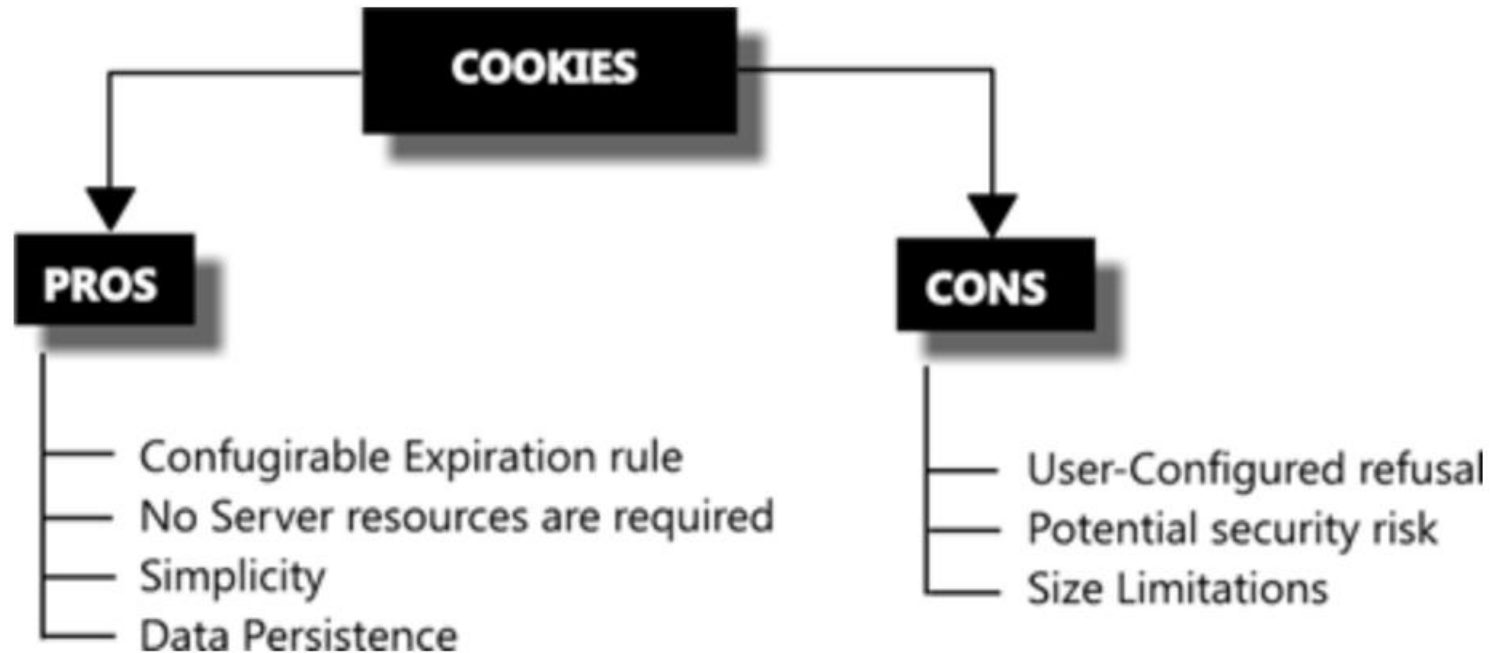 COOKIES
PROS
Confugirable Expiration rule
No Server resources are required
Simplicity
Data Persistence
CONS
User-Configured refusal
Potential security risk
Size Limitations